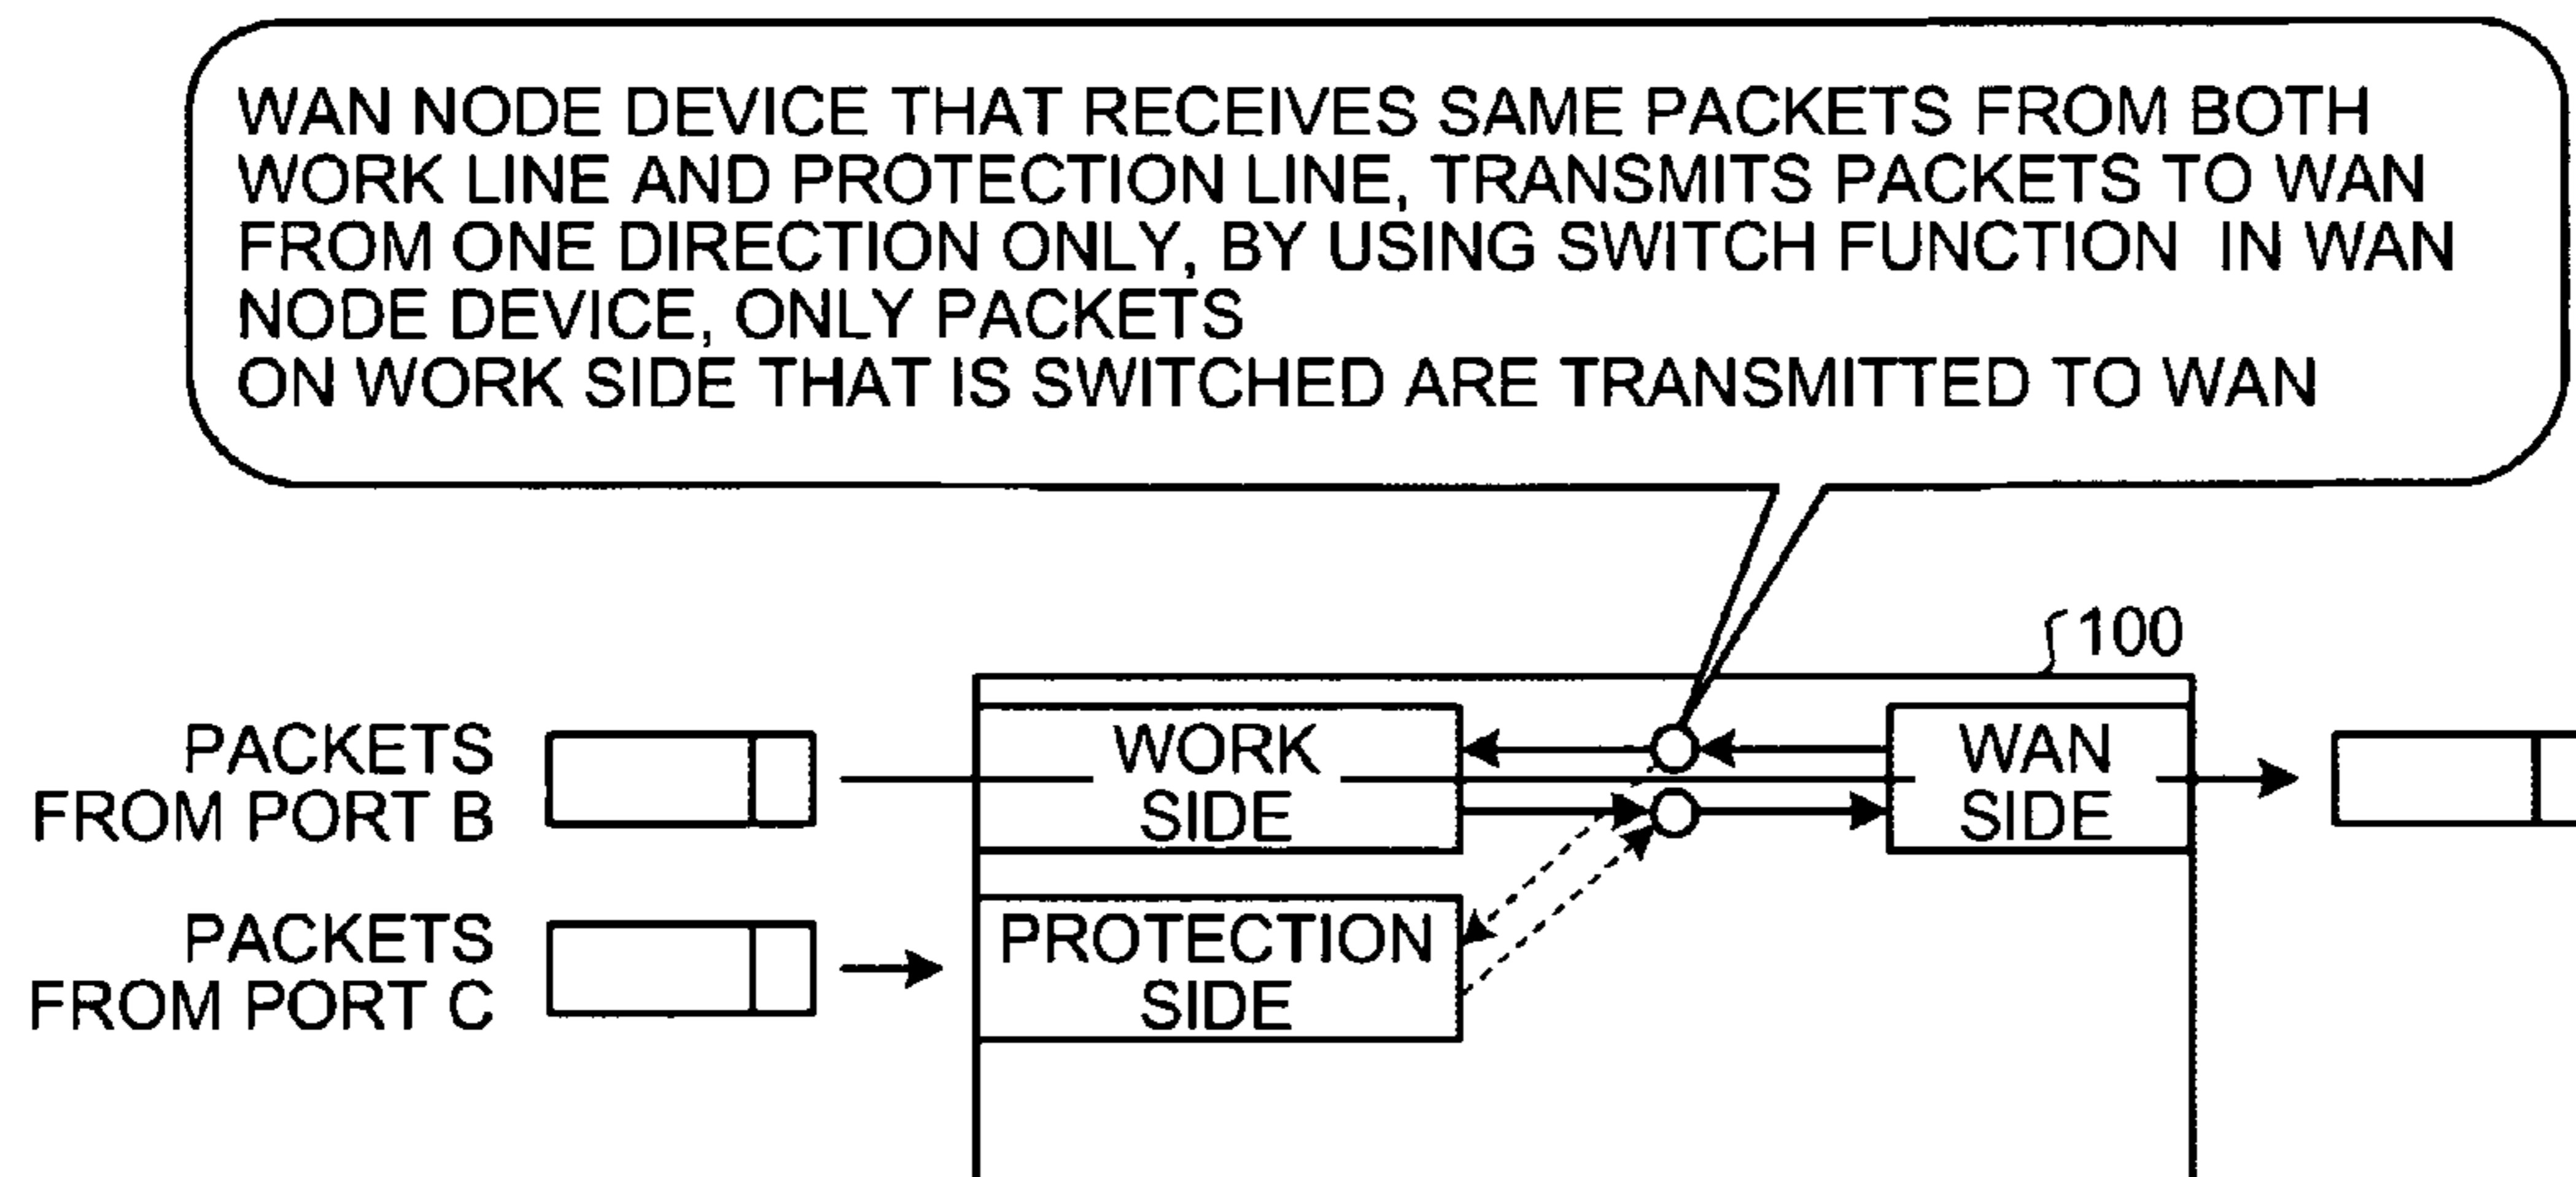 WAN NODE DEVICE THAT RECEIVES SAME PACKETS FROM BOTH
WORK LINE AND PROTECTION LINE, TRANSMITS PACKETS TO WAN
FROM ONE DIRECTION ONLY, BY USING SWITCH FUNCTION IN WAN
NODE DEVICE, ONLY PACKETS
ON WORK SIDE THAT IS SWITCHED ARE TRANSMITTED TO WAN
100
PACKETS
FROM PORT B
WORK
SIDE
WAN
SIDE
PACKETS
FROM PORT C
PROTECTION
SIDE